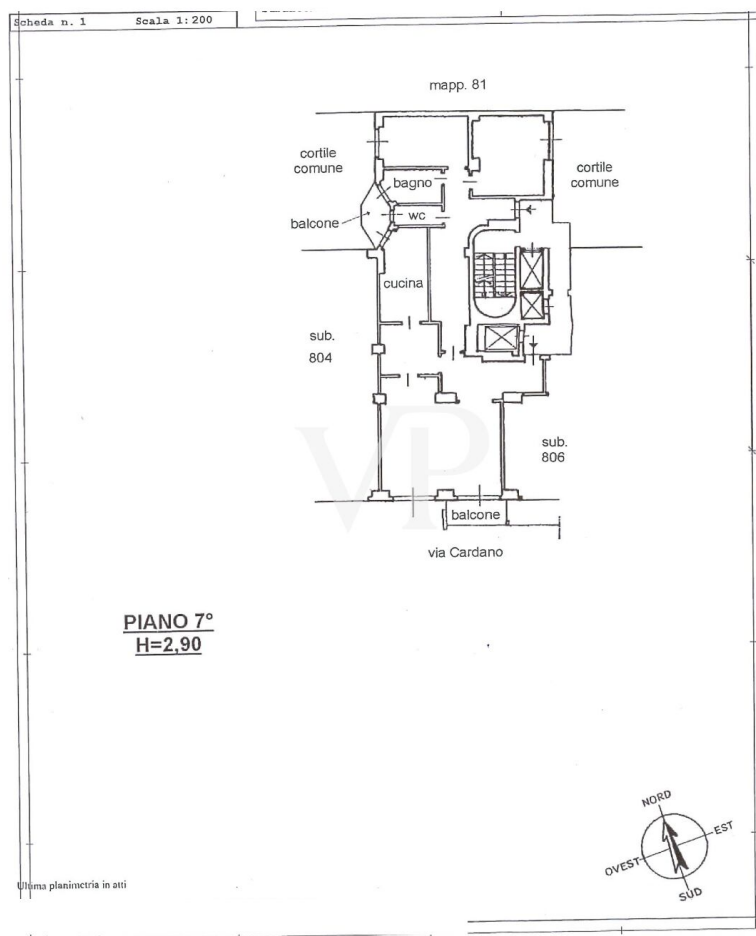 Scheda n. 1 Scala 1:200
mapp. 81
cortile
comune
cortile
comune
bagno
balcone
wc
cucina
sub.
804
sub.
806
VP
balcone
via Cardano
PIANO 7°
H=2,90
NORD
EST
OVEST
SUD
Ultima planimetria in atti